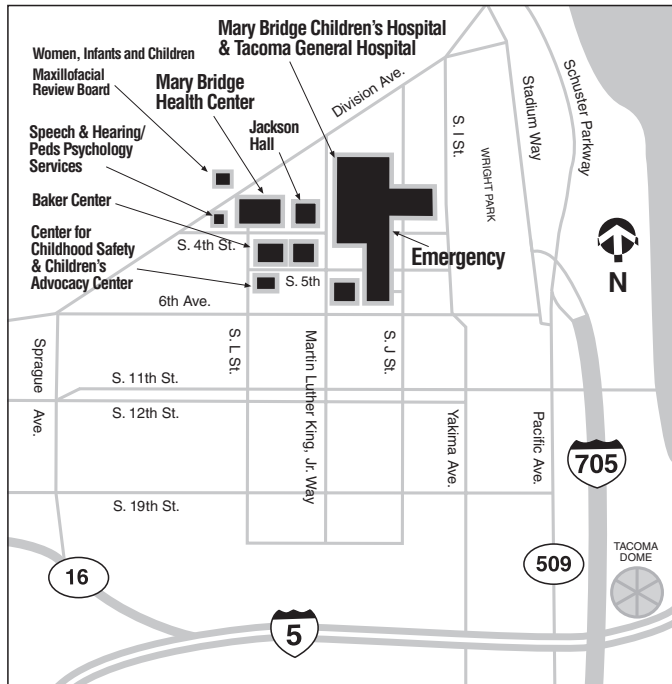 Mary Bridge Children's Hospital
& Tacoma General Hospital
Women, Infants and Children
Maxillofacial
Review Board
Mary Bridge
Health Center
Division Ave.
Speech & Hearing/
Peds Psychology
Services
Jackson
Hall
S. I St.
WRIGHT PARK
Stadium Way
Schuster Parkway
Baker Center
S. 4th St.
Center for
Childhood Safety
& Children's
Advocacy Center
Emergency
N
S. 5th
6th Ave.
Sprague
Ave.
S. L St.
Martin Luther King, Jr. Way
S. J St.
S. 11th St.
S. 12th St.
Yakima Ave.
Pacific Ave.
705
S. 19th St.
16
509
TACOMA
DOME
5